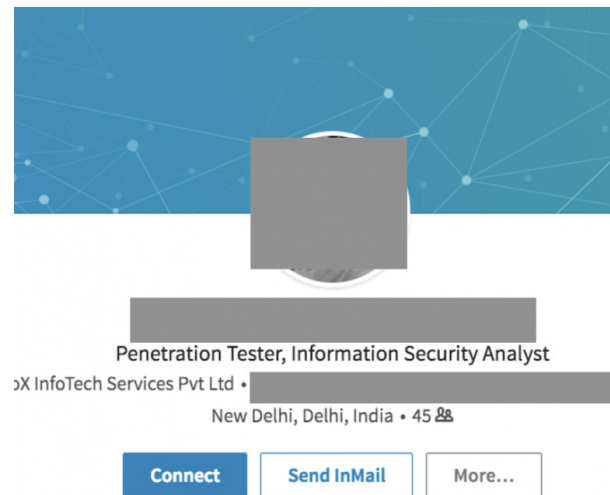 Penetration Tester, Information Security Analyst
oX InfoTech Services Pvt Ltd •
New Delhi, Delhi, India • 45
Connect
Send InMail
More...